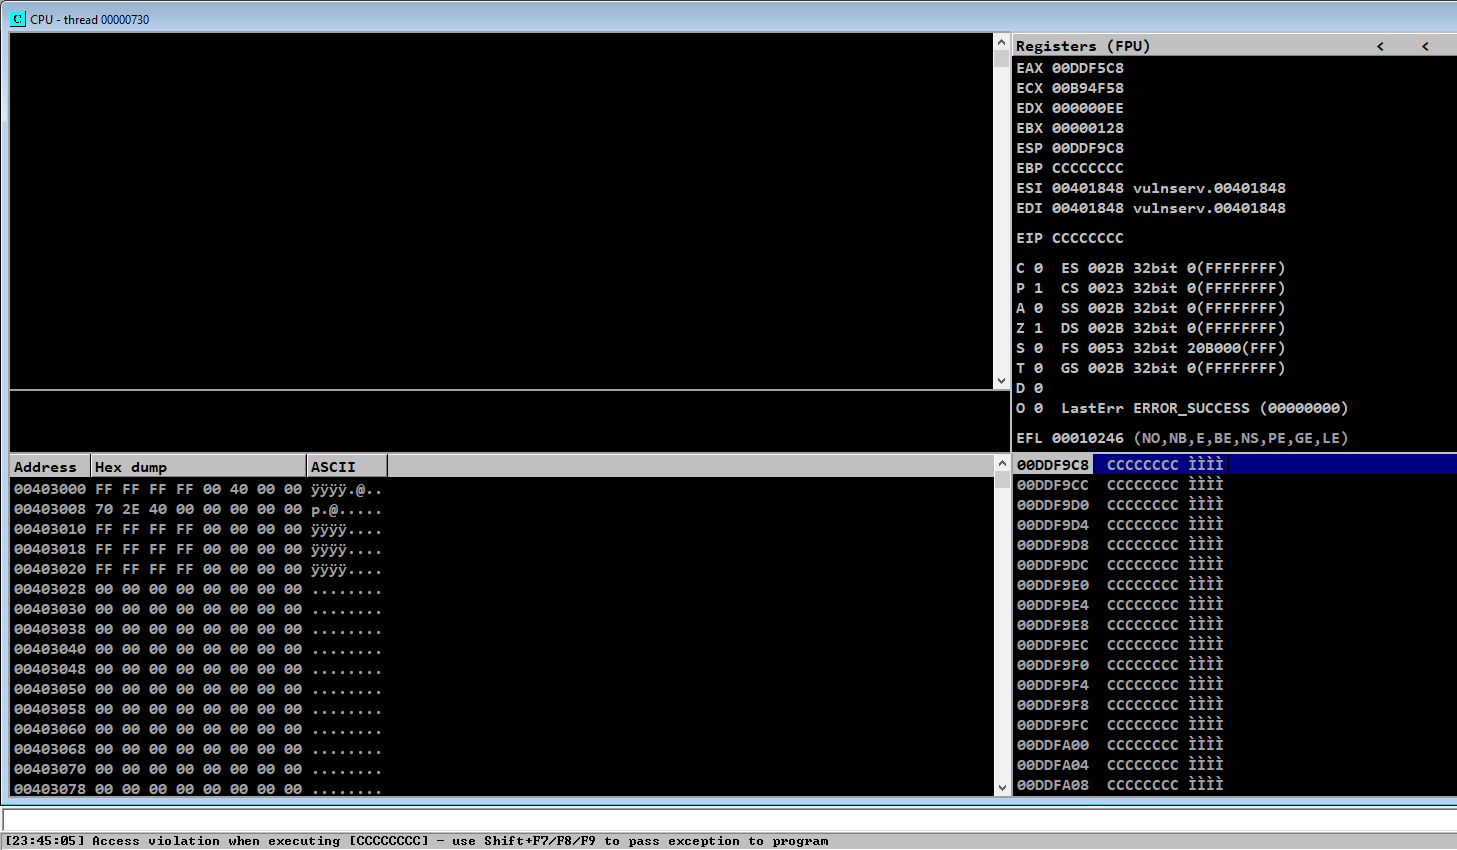 C CPU - thread 00000730
Registers (FPU) < <
EAX 00DDF5C8
ECX 00B94F58
EDX 000000EE
EBX 00000128
ESP 00DDF9C8
EBP CCCCCCCC
ESI 00401848 vulnserv.00401848
EDI 00401848 vulnserv.00401848
EIP CCCCCCCC
C 0 ES 002B 32bit 0(FFFFFFFF)
P 1 CS 0023 32bit 0(FFFFFFFF)
A 0 SS 002B 32bit 0(FFFFFFFF)
Z 1 DS 002B 32bit 0(FFFFFFFF)
S 0 FS 0053 32bit 20B000(FFF)
T 0 GS 002B 32bit 0(FFFFFFFF)
D 0
O 0 LastErr ERROR_SUCCESS (00000000)
EFL 00010246 (NO,NB,E,BE,NS,PE,GE,LE)
Address Hex dump ASCII
00403000 FF FF FF FF 00 40 00 00 ÿÿÿÿ.@..
00403008 70 2E 40 00 00 00 00 00 p.@.....
00403010 FF FF FF FF 00 00 00 00 ÿÿÿÿ....
00403018 FF FF FF FF 00 00 00 00 ÿÿÿÿ....
00403020 FF FF FF FF 00 00 00 00 ÿÿÿÿ....
00403028 00 00 00 00 00 00 00 00 ........
00403030 00 00 00 00 00 00 00 00 ........
00403038 00 00 00 00 00 00 00 00 ........
00403040 00 00 00 00 00 00 00 00 ........
00403048 00 00 00 00 00 00 00 00 ........
00403050 00 00 00 00 00 00 00 00 ........
00403058 00 00 00 00 00 00 00 00 ........
00403060 00 00 00 00 00 00 00 00 ........
00403068 00 00 00 00 00 00 00 00 ........
00403070 00 00 00 00 00 00 00 00 ........
00403078 00 00 00 00 00 00 00 00 ........
00DDF9C8 CCCCCCCC ÌÌÌÌ
00DDF9CC CCCCCCCC ÌÌÌÌ
00DDF9D0 CCCCCCCC ÌÌÌÌ
00DDF9D4 CCCCCCCC ÌÌÌÌ
00DDF9D8 CCCCCCCC ÌÌÌÌ
00DDF9DC CCCCCCCC ÌÌÌÌ
00DDF9E0 CCCCCCCC ÌÌÌÌ
00DDF9E4 CCCCCCCC ÌÌÌÌ
00DDF9E8 CCCCCCCC ÌÌÌÌ
00DDF9EC CCCCCCCC ÌÌÌÌ
00DDF9F0 CCCCCCCC ÌÌÌÌ
00DDF9F4 CCCCCCCC ÌÌÌÌ
00DDF9F8 CCCCCCCC ÌÌÌÌ
00DDF9FC CCCCCCCC ÌÌÌÌ
00DDFA00 CCCCCCCC ÌÌÌÌ
00DDFA04 CCCCCCCC ÌÌÌÌ
00DDFA08 CCCCCCCC ÌÌÌÌ
[23:45:05] Access violation when executing [CCCCCCCC] - use Shift+F7/F8/F9 to pass exception to program